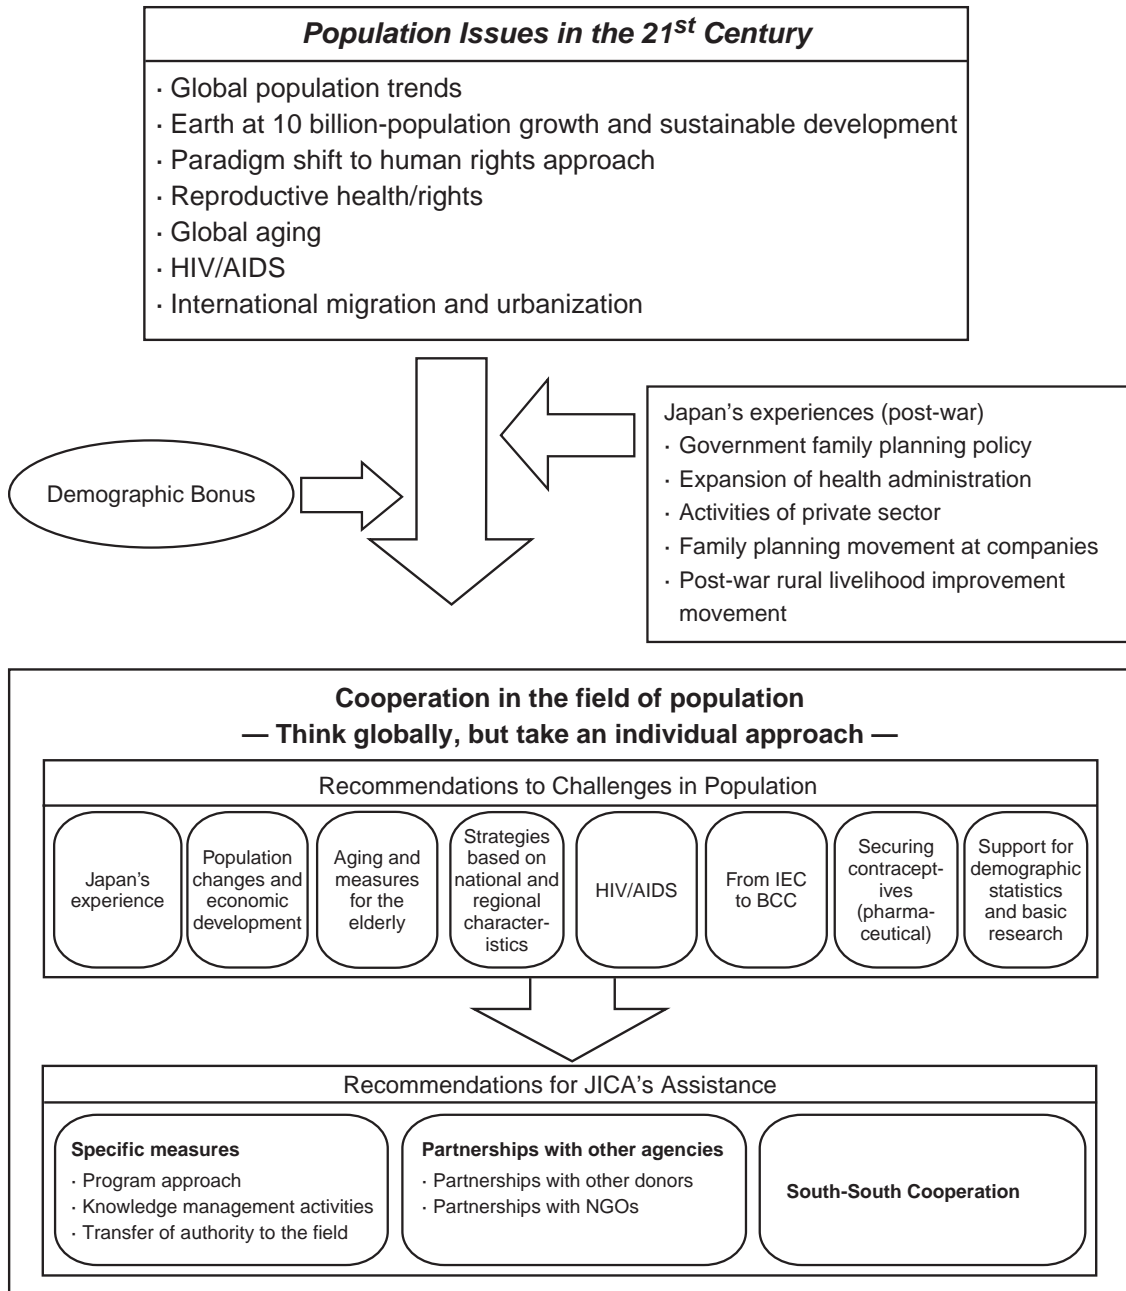 Population Issues in the 21st Century
· Global population trends
· Earth at 10 billion-population growth and sustainable development
· Paradigm shift to human rights approach
· Reproductive health/rights
· Global aging
· HIV/AIDS
· International migration and urbanization
Demographic Bonus
Japan's experiences (post-war)
· Government family planning policy
· Expansion of health administration
· Activities of private sector
· Family planning movement at companies
· Post-war rural livelihood improvement
movement
Cooperation in the field of population
— Think globally, but take an individual approach —
Recommendations to Challenges in Population
Japan's
experience
Population
changes and
economic
development
Aging and
measures
for the
elderly
Strategies
based on
national and
regional
character-
istics
HIV/AIDS
From IEC
to BCC
Securing
contracept-
ives
(pharma-
ceutical)
Support for
demographic
statistics
and basic
research
Recommendations for JICA's Assistance
Specific measures
· Program approach
· Knowledge management activities
· Transfer of authority to the field
Partnerships with other agencies
· Partnerships with other donors
· Partnerships with NGOs
South-South Cooperation